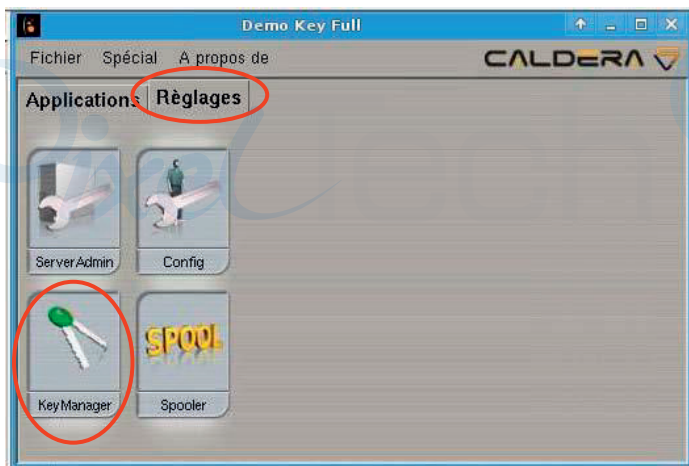 Demo Key Full
Fichier Spécial A propos de
CALDERA
Applications Règlages
ServerAdmin Config
SPOOL
KeyManager Spooler